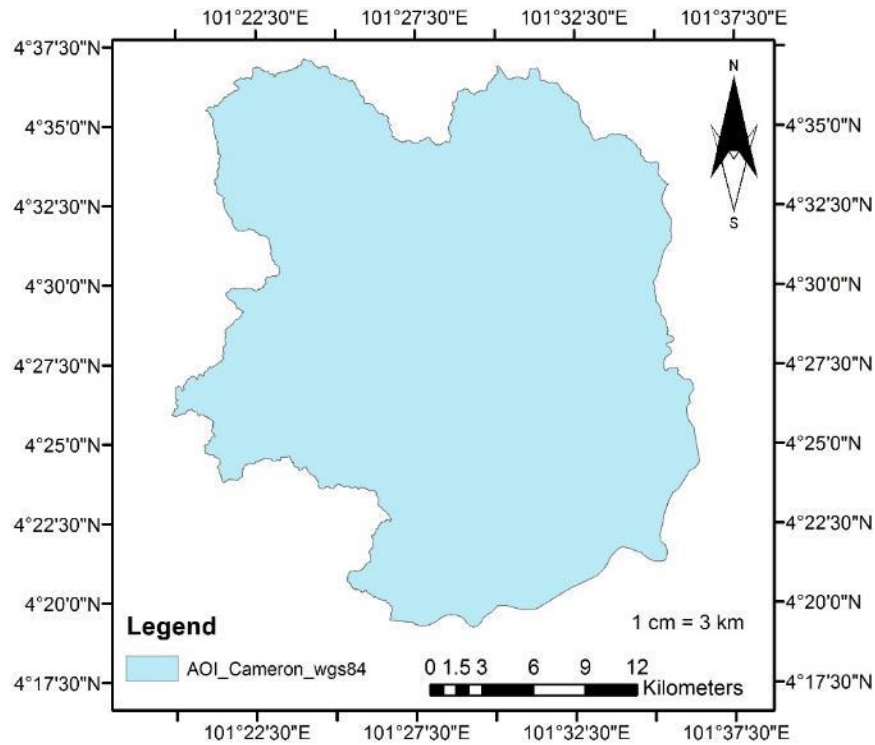 101°22'30"E 101°27'30"E 101°32'30"E 101°37'30"E
4°37'30"N
4°35'0"N
4°32'30"N
4°30'0"N
4°27'30"N
4°25'0"N
4°22'30"N
4°20'0"N
4°17'30"N
N
S
4°35'0"N
4°32'30"N
4°30'0"N
4°27'30"N
4°25'0"N
4°22'30"N
4°20'0"N
4°17'30"N
Legend
AOI_Cameron_wgs84
1 cm = 3 km
0 1.5 3 6 9 12
Kilometers
101°22'30"E 101°27'30"E 101°32'30"E 101°37'30"E